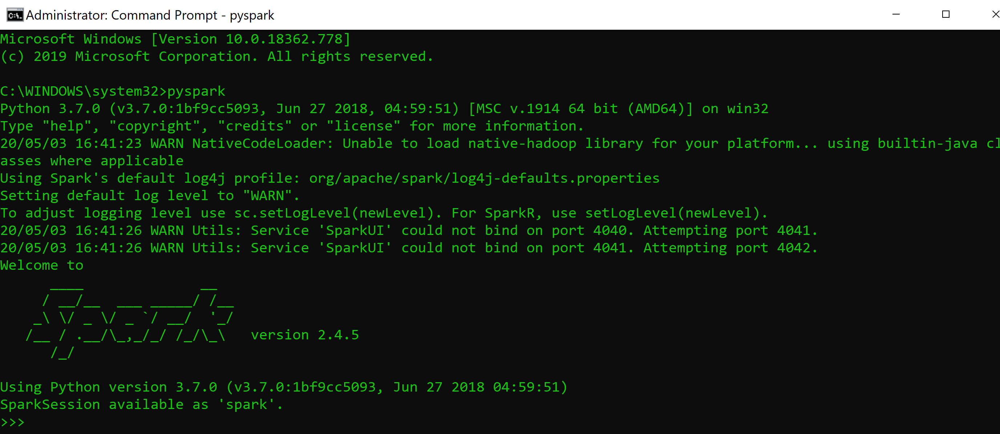 Administrator: Command Prompt - pyspark
Microsoft Windows [Version 10.0.18362.778]
(c) 2019 Microsoft Corporation. All rights reserved.
C:\WINDOWS\system32>pyspark
Python 3.7.0 (v3.7.0:1bf9cc5093, Jun 27 2018, 04:59:51) [MSC v.1914 64 bit (AMD64)] on win32
Type "help", "copyright", "credits" or "license" for more information.
20/05/03 16:41:23 WARN NativeCodeLoader: Unable to load native-hadoop library for your platform... using builtin-java cl
asses where applicable
Using Spark's default log4j profile: org/apache/spark/log4j-defaults.properties
Setting default log level to "WARN".
To adjust logging level use sc.setLogLevel(newLevel). For SparkR, use setLogLevel(newLevel).
20/05/03 16:41:26 WARN Utils: Service 'SparkUI' could not bind on port 4040. Attempting port 4041.
20/05/03 16:41:26 WARN Utils: Service 'SparkUI' could not bind on port 4041. Attempting port 4042.
Welcome to
      ____              __
     / __/__  ___ _____/ /__
    _\ \/ _ \/ _ `/ __/  '_/
   /__ / .__/\_,_/_/ /_/\_\   version 2.4.5
      /_/
Using Python version 3.7.0 (v3.7.0:1bf9cc5093, Jun 27 2018 04:59:51)
SparkSession available as 'spark'.
>>>